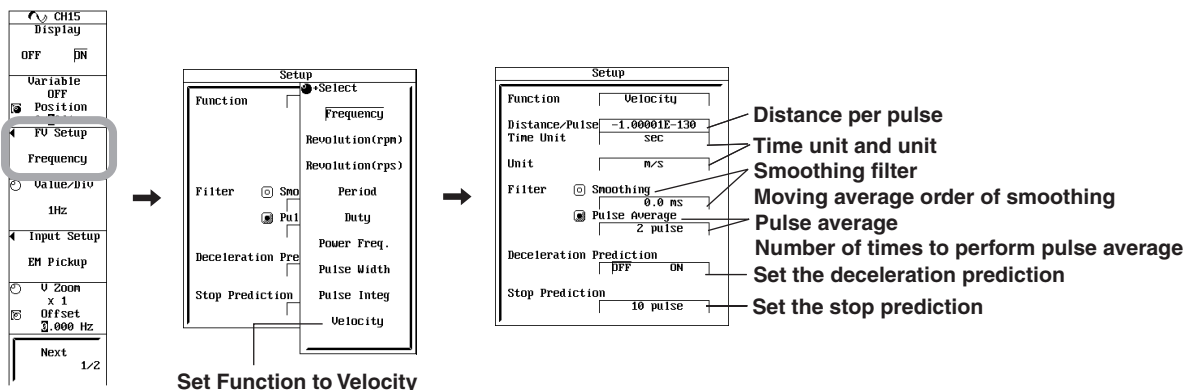 CH15
Display
OFF ON
Variable
OFF
Position
FV Setup
Frequency
Value/Div
1Hz
Input Setup
EM Pickup
V Zoom
x 1
Offset
0.000 Hz
Next
1/2
Setup
Function
Filter
Smo
Pul
Deceleration Pre
Stop Prediction
+Select
Frequency
Revolution(rpm)
Revolution(rps)
Period
Duty
Power Freq.
Pulse Width
Pulse Integ
Velocity
Set Function to Velocity
Setup
Function Velocity
Distance/Pulse -1.00001E-130
Time Unit sec
Unit m/s
Filter Smoothing
0.0 ms
Pulse Average
2 pulse
Deceleration Prediction
OFF ON
Stop Prediction
10 pulse
Distance per pulse
Time unit and unit
Smoothing filter
Moving average order of smoothing
Pulse average
Number of times to perform pulse average
Set the deceleration prediction
Set the stop prediction